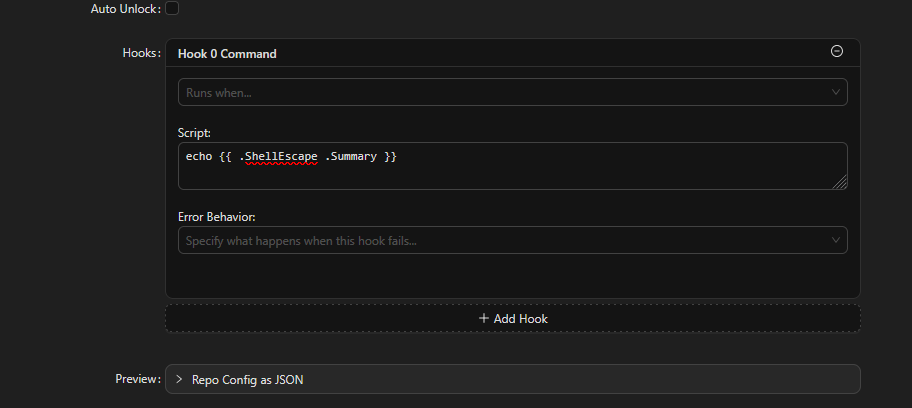 Auto Unlock:
Hooks:
Hook 0 Command
Runs when...
Script:
echo {{ .ShellEscape .Summary }}
Error Behavior:
Specify what happens when this hook fails...
+ Add Hook
Preview:
Repo Config as JSON